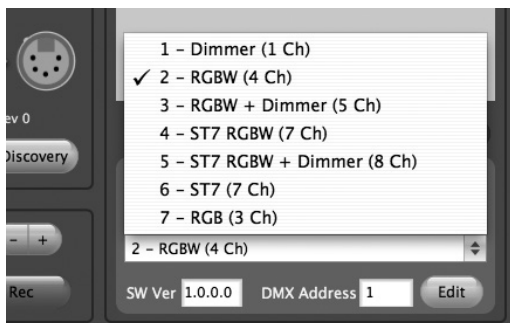 1 – Dimmer (1 Ch)
✓ 2 – RGBW (4 Ch)
3 – RGBW + Dimmer (5 Ch)
4 – ST7 RGBW (7 Ch)
5 – ST7 RGBW + Dimmer (8 Ch)
6 – ST7 (7 Ch)
7 – RGB (3 Ch)
ev 0
Discovery
– +
2 – RGBW (4 Ch)
Rec
SW Ver 1.0.0.0 DMX Address 1 Edit